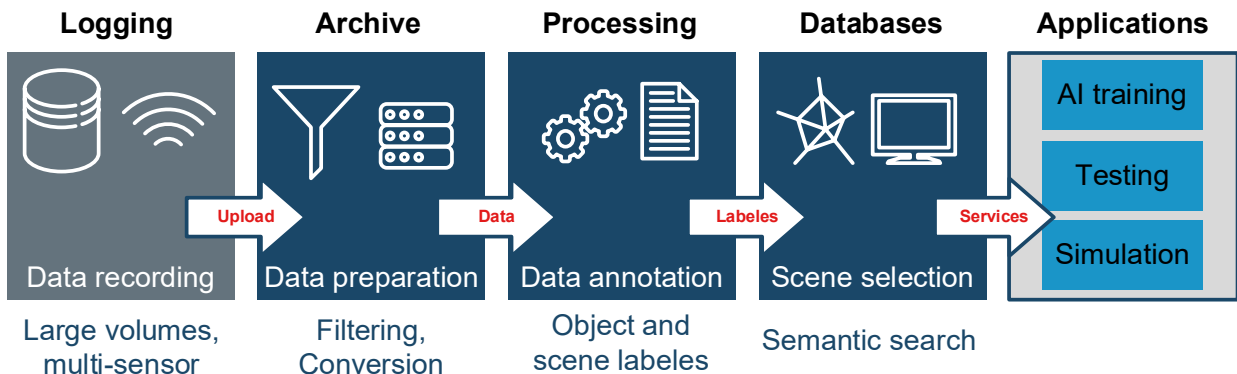 Logging
Archive
Processing
Databases
Applications
Upload
Data
Labeles
Services
AI training
Testing
Simulation
Data recording
Data preparation
Data annotation
Scene selection
Large volumes,
multi-sensor
Filtering,
Conversion
Object and
scene labeles
Semantic search